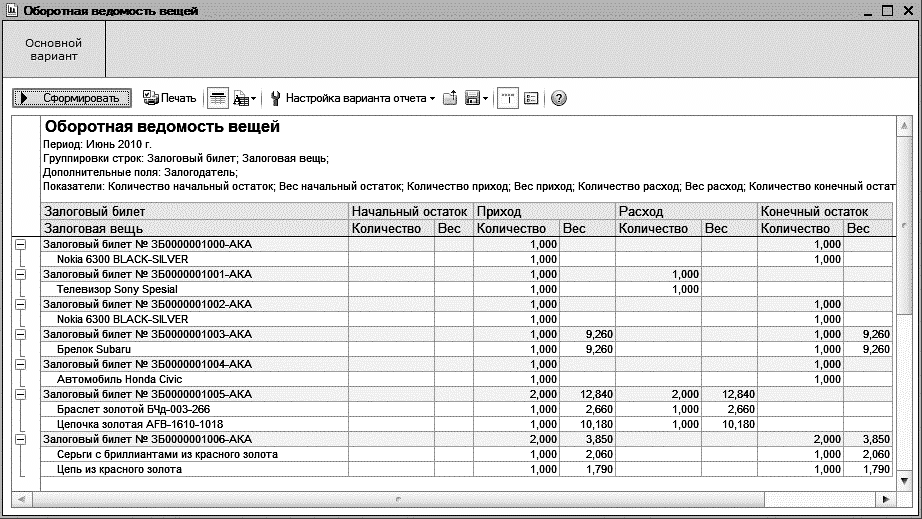 Оборотная ведомость вещей
Основной
вариант
Сформировать Печать Настройка варианта отчета
Оборотная ведомость вещей
Период: Июнь 2010 г.
Группировки строк: Залоговый билет; Залоговая вещь;
Дополнительные поля: Залогодатель;
Показатели: Количество начальный остаток; Вес начальный остаток; Количество приход; Вес приход; Количество расход; Вес расход; Количество конечный остат
Залоговый билет Начальный остаток Приход Расход Конечный остаток
Залоговая вещь Количество Вес Количество Вес Количество Вес Количество Вес
Залоговый билет № ЗБ0000001000-АКА 1,000 1,000
Nokia 6300 BLACK-SILVER 1,000 1,000
Залоговый билет № ЗБ0000001001-АКА 1,000 1,000
Телевизор Sony Spesial 1,000 1,000
Залоговый билет № ЗБ0000001002-АКА 1,000 1,000
Nokia 6300 BLACK-SILVER 1,000 1,000
Залоговый билет № ЗБ0000001003-АКА 1,000 9,260 1,000 9,260
Брелок Subaru 1,000 9,260 1,000 9,260
Залоговый билет № ЗБ0000001004-АКА 1,000 1,000
Автомобиль Honda Civic 1,000 1,000
Залоговый билет № ЗБ0000001005-АКА 2,000 12,840 2,000 12,840
Браслет золотой БЧд-003-266 1,000 2,660 1,000 2,660
Цепочка золотая AFB-1610-1018 1,000 10,180 1,000 10,180
Залоговый билет № ЗБ0000001006-АКА 2,000 3,850 2,000 3,850
Серьги с бриллиантами из красного золота 1,000 2,060 1,000 2,060
Цепь из красного золота 1,000 1,790 1,000 1,790